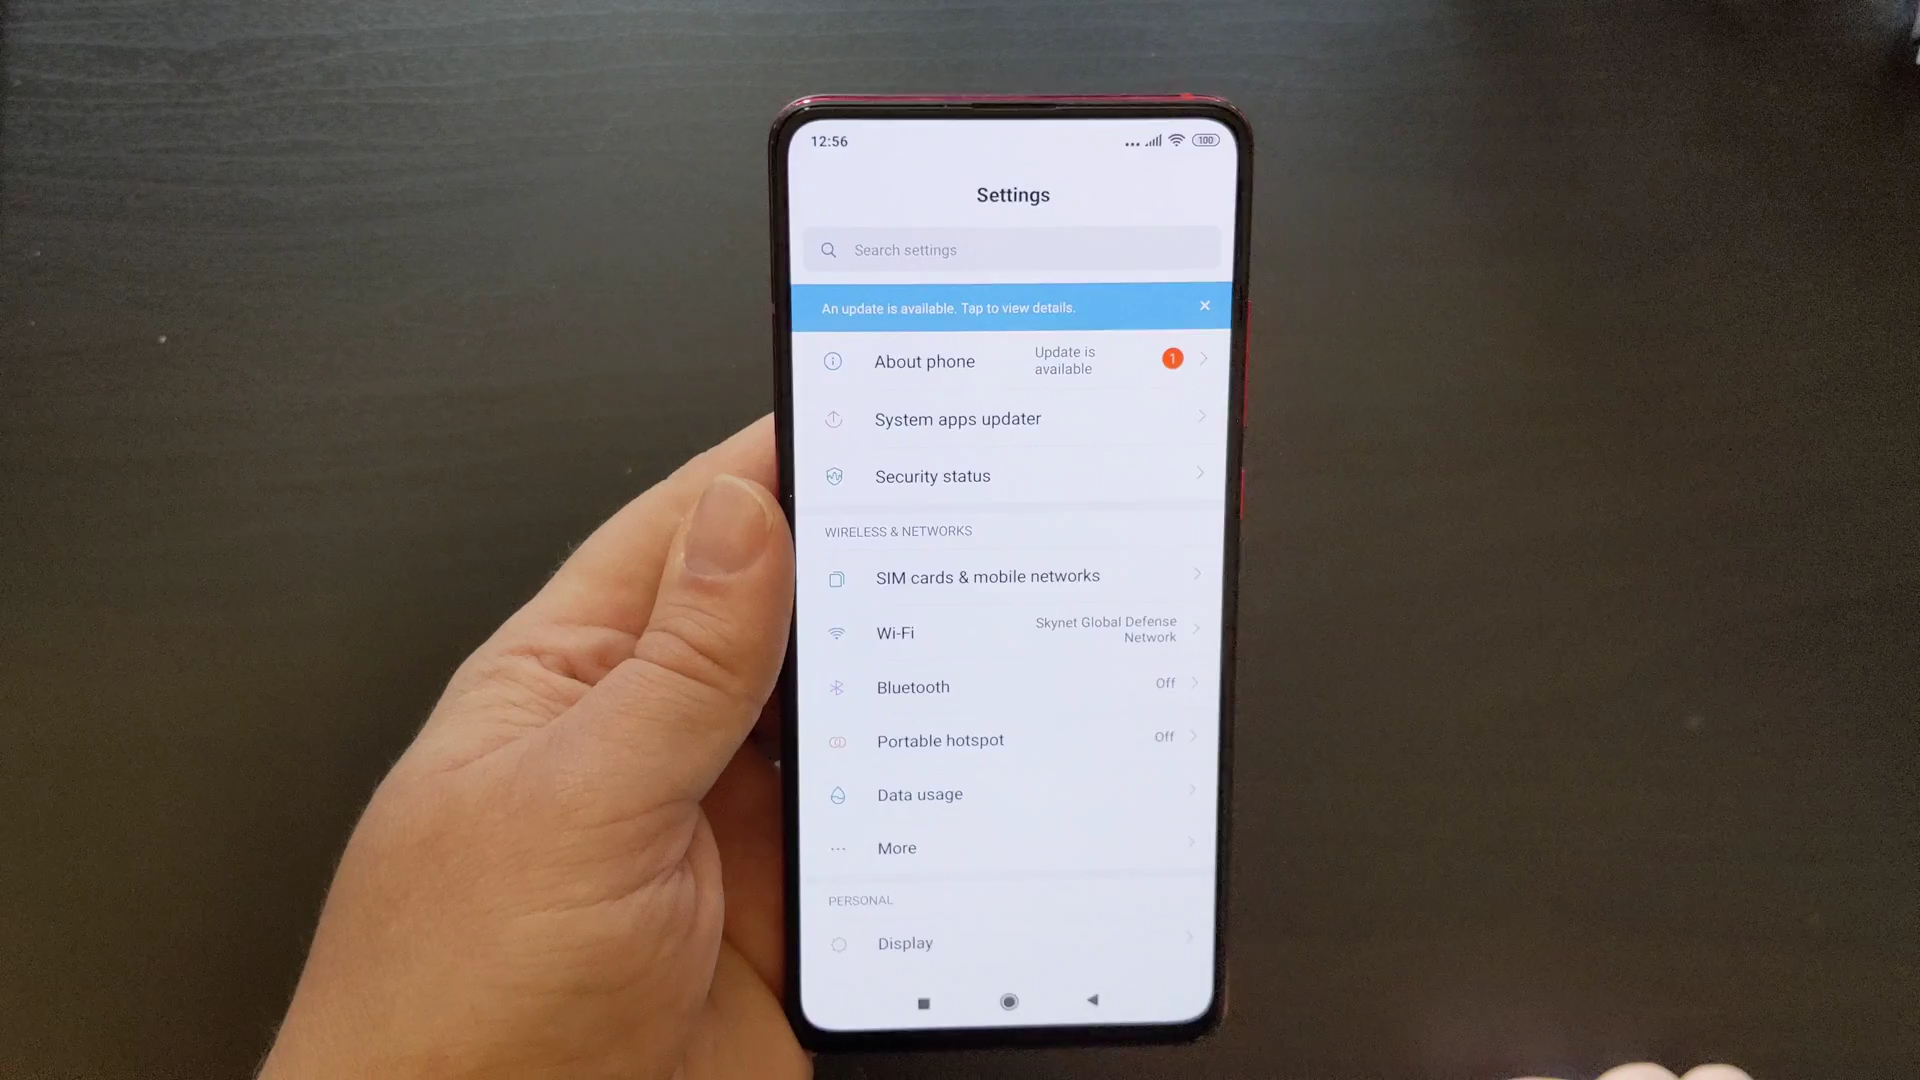 12:56
100
Settings
Search settings
An update is available. Tap to view details.
About phone
Update is
available
1
System apps updater
Security status
WIRELESS & NETWORKS
SIM cards & mobile networks
Wi-Fi
Skynet Global Defense
Network
Bluetooth
Off
Portable hotspot
Off
Data usage
More
PERSONAL
Display